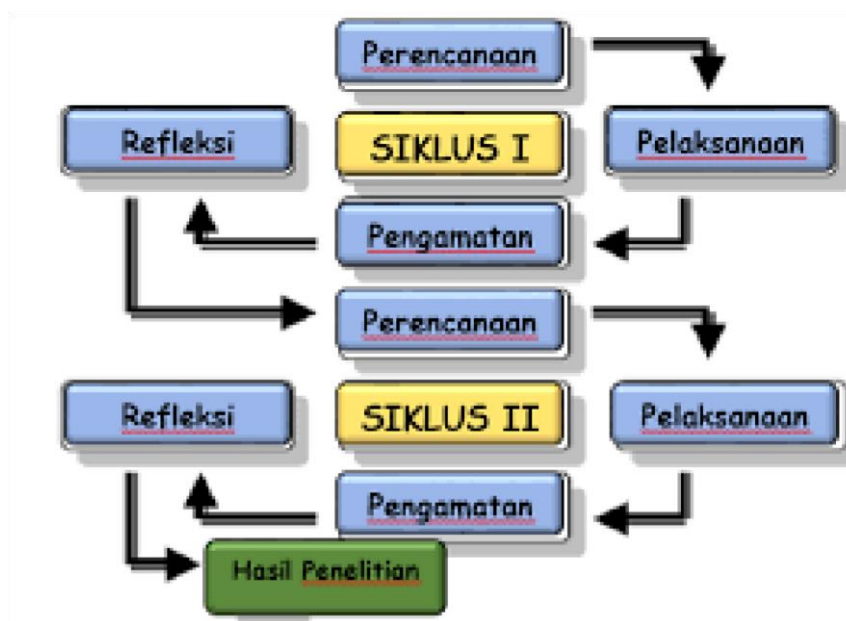 Perencanaan
Refleksi
SIKLUS I
Pelaksanaan
Pengamatan
Perencanaan
Refleksi
SIKLUS II
Pelaksanaan
Pengamatan
Hasil Penelitian